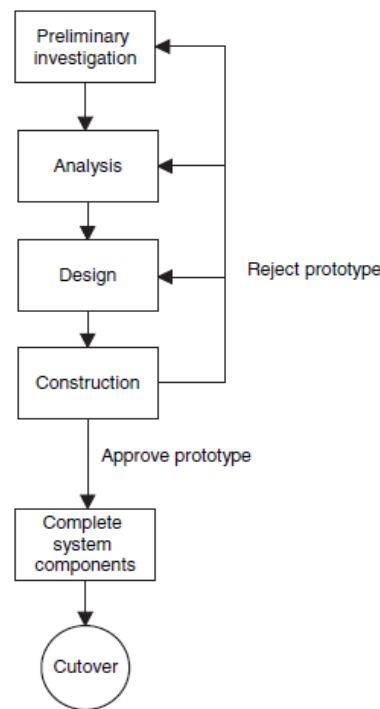 Preliminary
investigation
Analysis
Design
Reject prototype
Construction
Approve prototype
Complete
system
components
Cutover